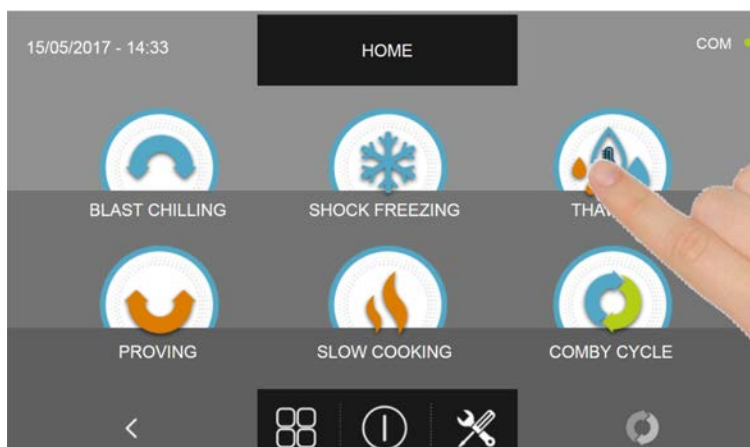 15/05/2017 - 14:33
HOME
COM
BLAST CHILLING
SHOCK FREEZING
PROVING
SLOW COOKING
COMBY CYCLE